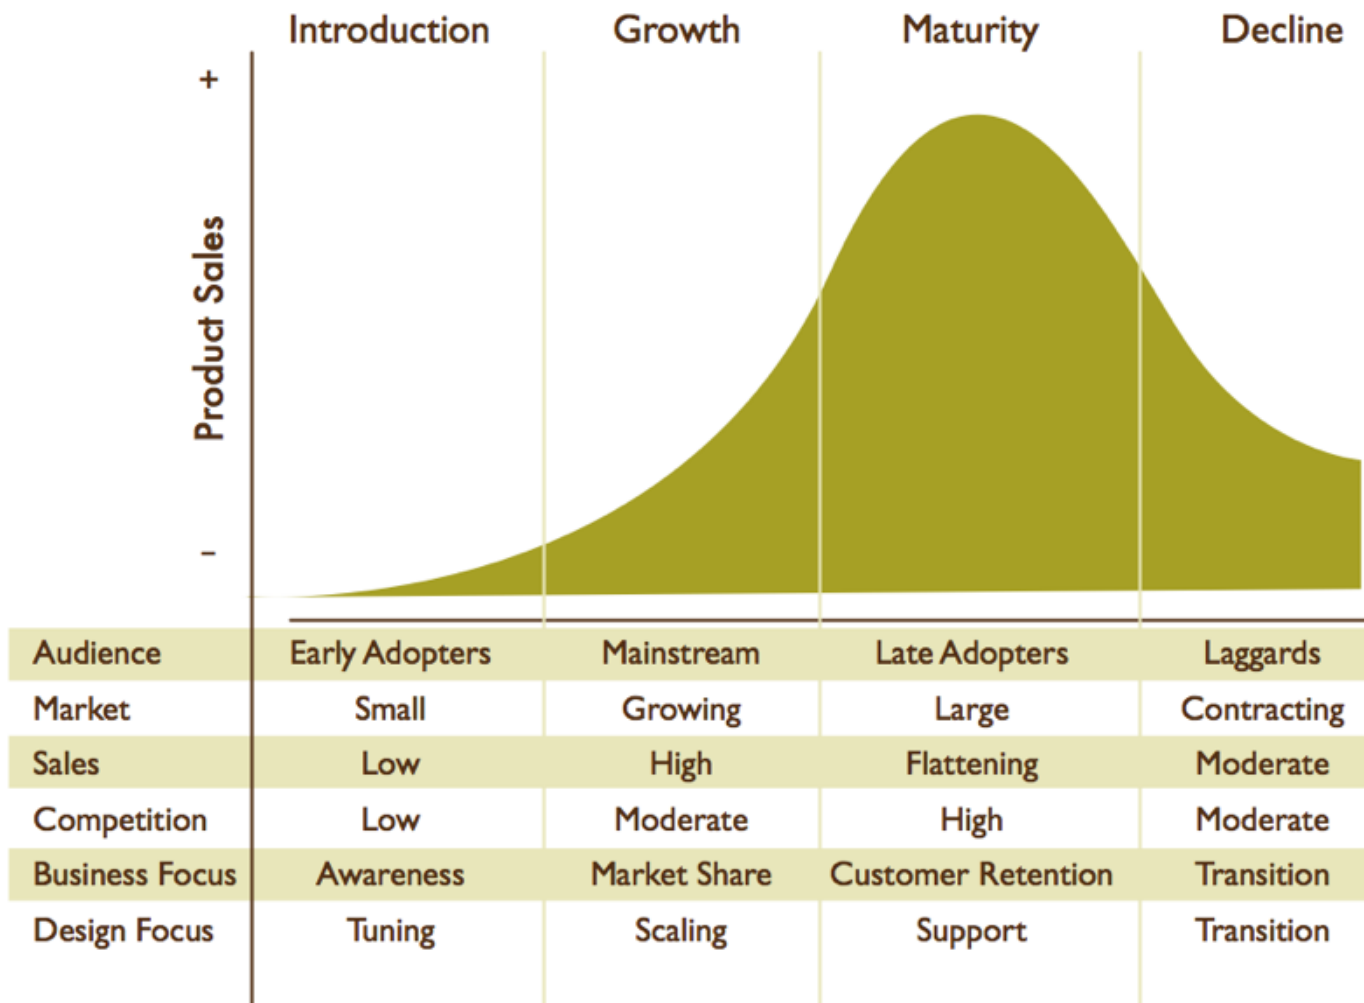 Introduction Growth Maturity Decline
+
Product Sales
–
Audience Early Adopters Mainstream Late Adopters Laggards
Market Small Growing Large Contracting
Sales Low High Flattening Moderate
Competition Low Moderate High Moderate
Business Focus Awareness Market Share Customer Retention Transition
Design Focus Tuning Scaling Support Transition